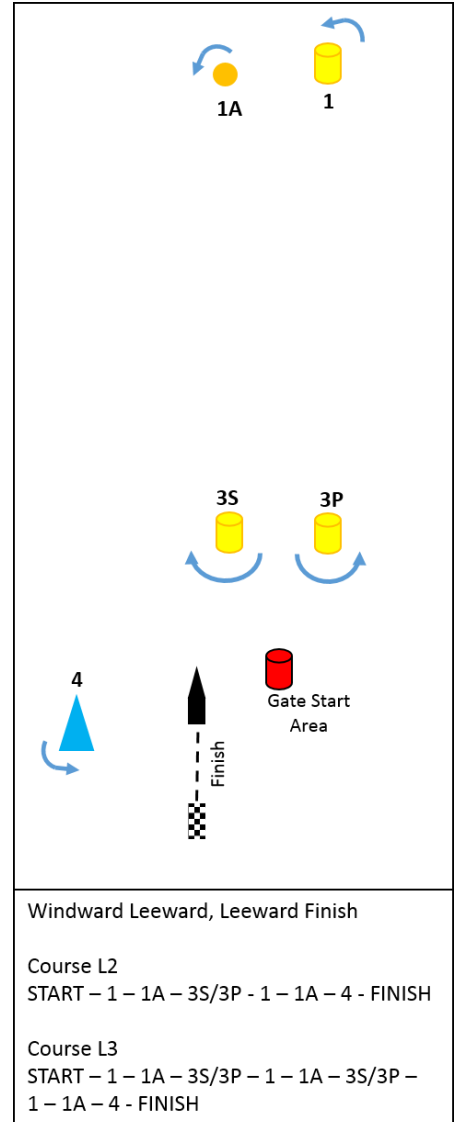 1A
1
3S
3P
4
Gate Start
Area
Finish
Windward Leeward, Leeward Finish
Course L2
START – 1 – 1A – 3S/3P - 1 – 1A – 4 - FINISH
Course L3
START – 1 – 1A – 3S/3P – 1 – 1A – 3S/3P –
1 – 1A – 4 - FINISH